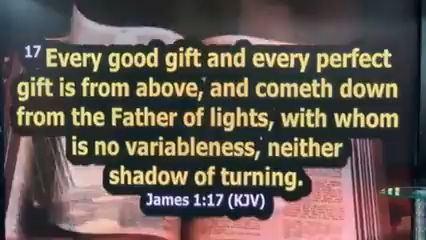 17 Every good gift and every perfect
gift is from above, and cometh down
from the Father of lights, with whom
is no variableness, neither
shadow of turning.
James 1:17 (KJV)